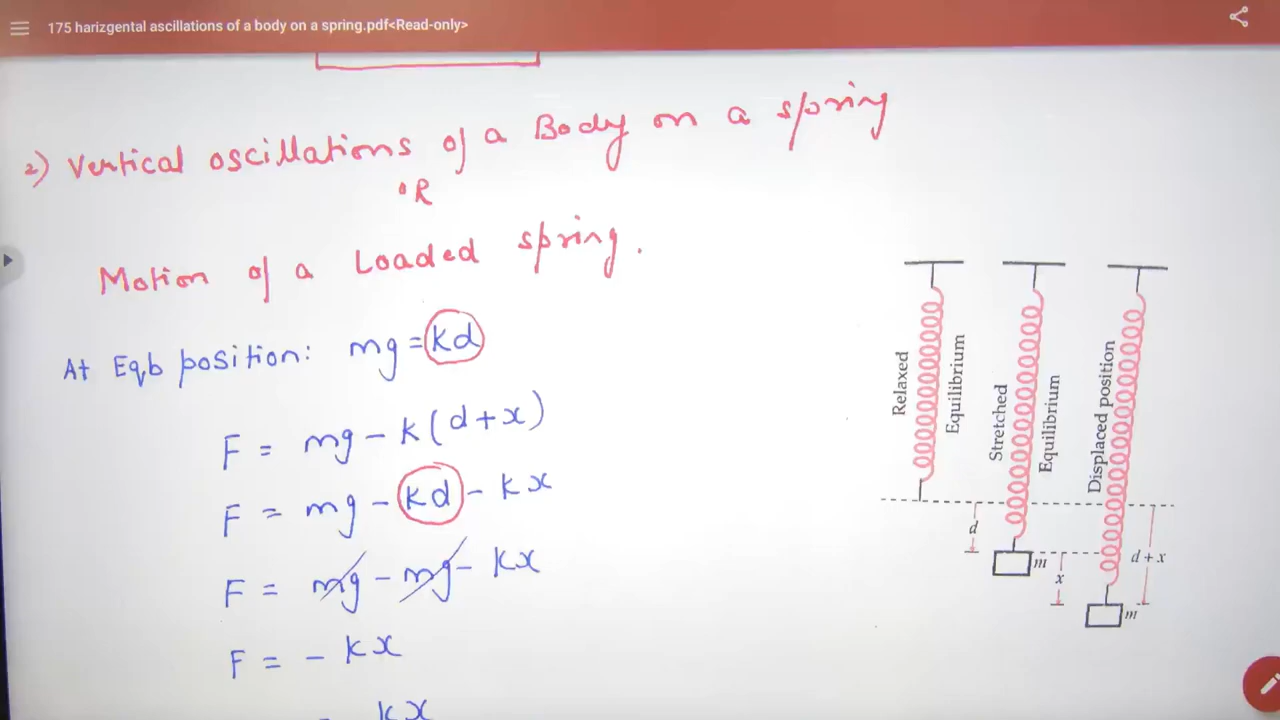 175 harizgental ascillations of a body on a spring.pdf<Read-only>
2) Vertical oscillations of a Body on a spring
OR
Motion of a Loaded spring.
At Eqb position: mg = kd
F = mg - k(d+x)
F = mg - kd - kx
F = mg - mg - kx
F = - kx
kx
Relaxed
Equilibrium
Stretched
Equilibrium
Displaced position
d
m
x
d + x
m